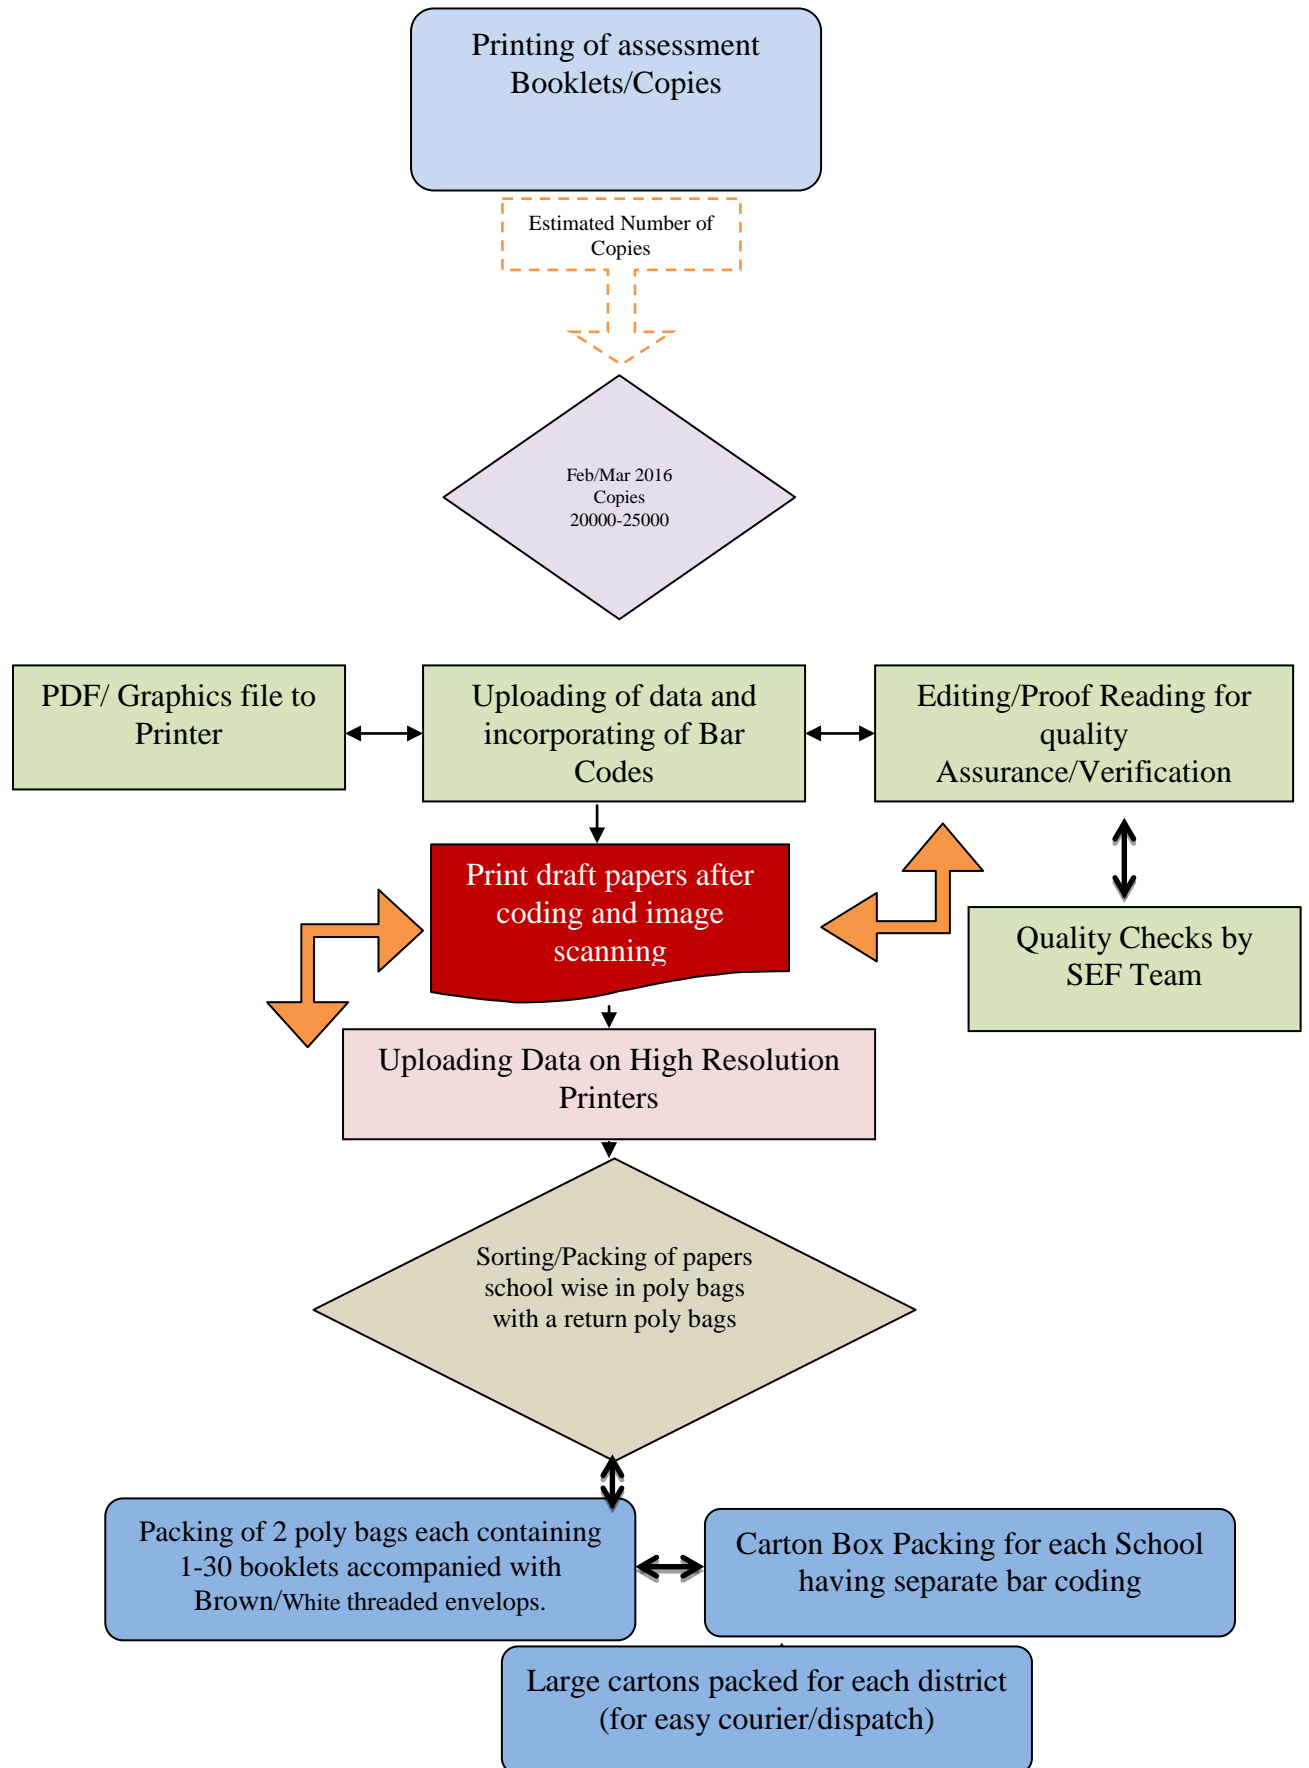 Printing of assessment
Booklets/Copies
Estimated Number of
Copies
Feb/Mar 2016
Copies
20000-25000
PDF/ Graphics file to
Printer
Uploading of data and
incorporating of Bar
Codes
Editing/Proof Reading for
quality
Assurance/Verification
Print draft papers after
coding and image
scanning
Quality Checks by
SEF Team
Uploading Data on High Resolution
Printers
Sorting/Packing of papers
school wise in poly bags
with a return poly bags
Packing of 2 poly bags each containing
1-30 booklets accompanied with
Brown/White threaded envelops.
Carton Box Packing for each School
having separate bar coding
Large cartons packed for each district
(for easy courier/dispatch)